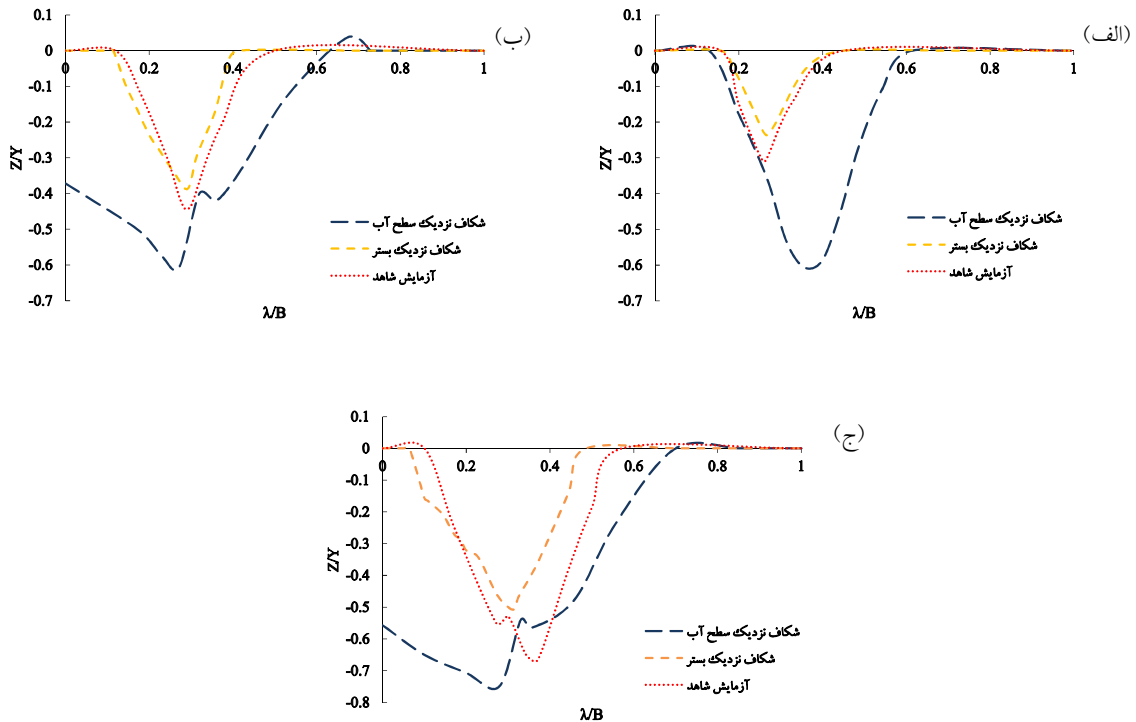 (الف)
0.1
0
-0.1
-0.2
-0.3
-0.4
-0.5
-0.6
-0.7
0 0.2 0.4 0.6 0.8 1
Z/Y
λ/B
شکاف نزدیک سطح آب
شکاف نزدیک بستر
آزمایش شاهد
(ب)
0.1
0
-0.1
-0.2
-0.3
-0.4
-0.5
-0.6
-0.7
0 0.2 0.4 0.6 0.8 1
Z/Y
λ/B
شکاف نزدیک سطح آب
شکاف نزدیک بستر
آزمایش شاهد
(ج)
0.1
0
-0.1
-0.2
-0.3
-0.4
-0.5
-0.6
-0.7
-0.8
0 0.2 0.4 0.6 0.8 1
Z/Y
λ/B
شکاف نزدیک سطح آب
شکاف نزدیک بستر
آزمایش شاهد